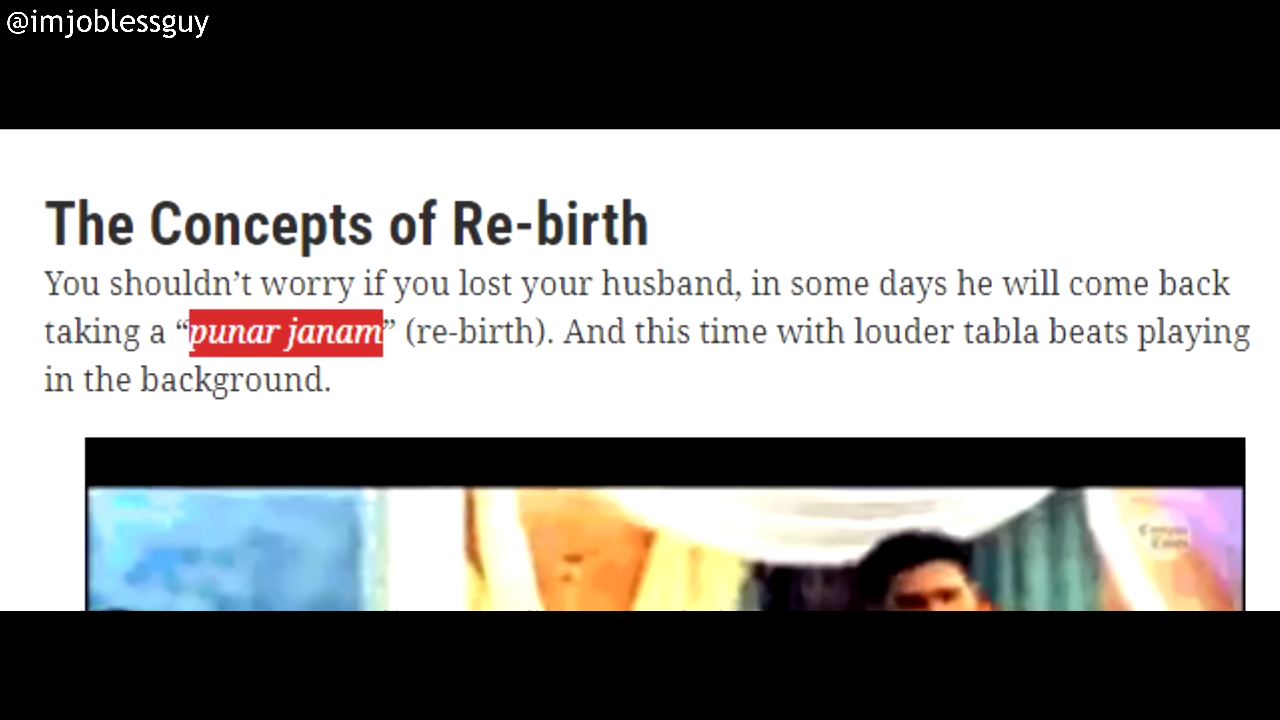 @imjoblessguy
The Concepts of Re-birth
You shouldn’t worry if you lost your husband, in some days he will come back
taking a “punar janam” (re-birth). And this time with louder tabla beats playing
in the background.